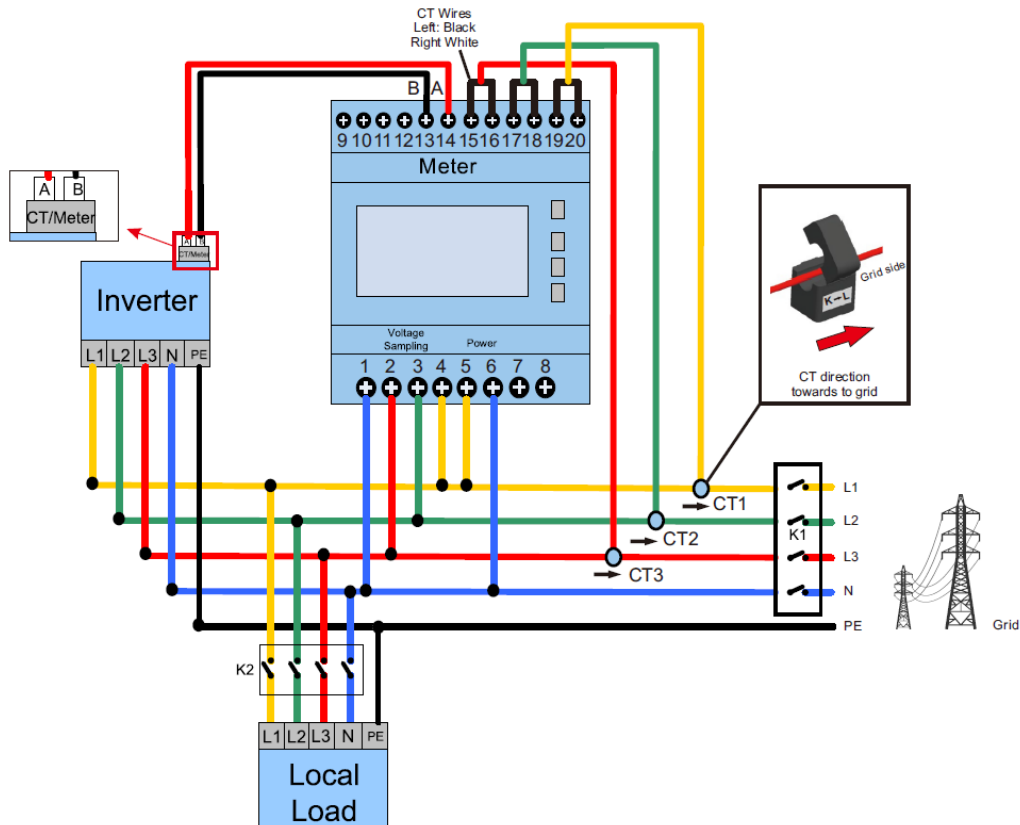 CT Wires
Left: Black
Right White
B A
9 10 11 12 13 14 15 16 17 18 19 20
Meter
A B
CT/Meter
CT/Meter
Inverter
L1 L2 L3 N PE
Voltage
Sampling
Power
1 2 3 4 5 6 7 8
Grid side
K→L
CT direction
towards to grid
CT1
L1
CT2
L2
K1
CT3
L3
N
PE
Grid
K2
L1 L2 L3 N PE
Local
Load